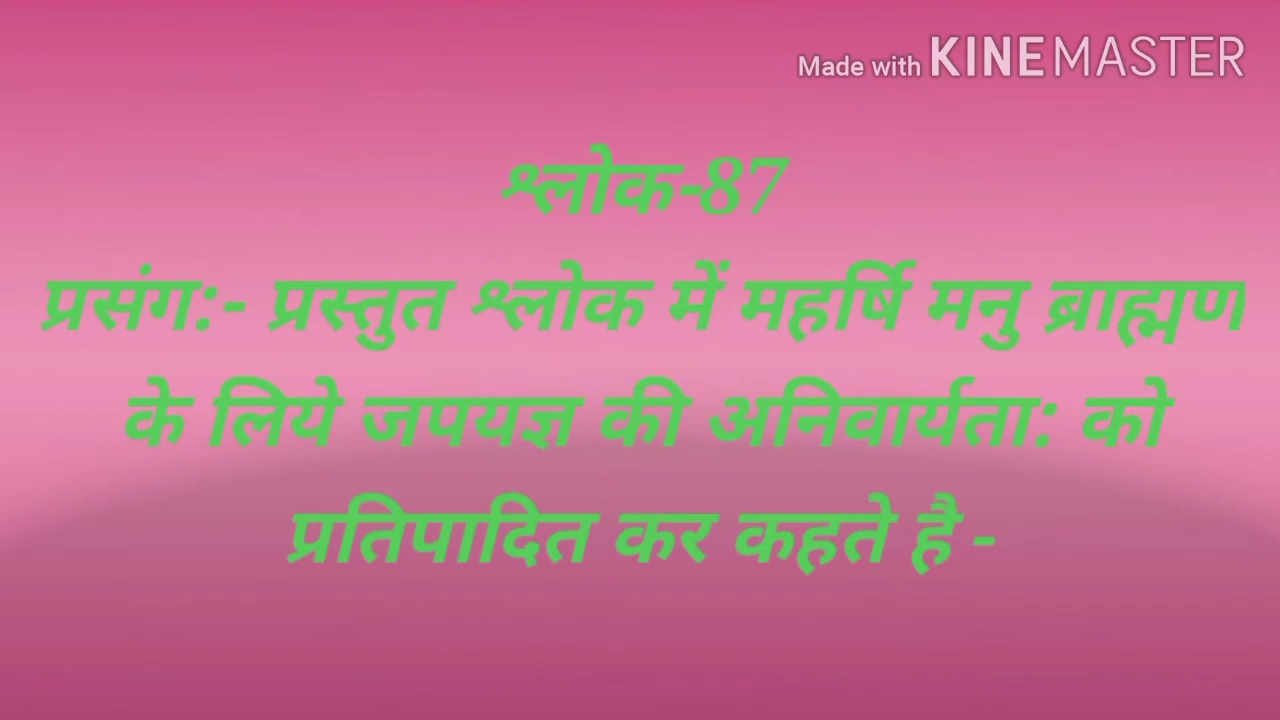 Made with KINEMASTER
श्लोक-87
प्रसंग:- प्रस्तुत श्लोक में महर्षि मनु ब्राह्मण
के लिये जपयज्ञ की अनिवार्यता: को
प्रतिपादित कर कहते है -